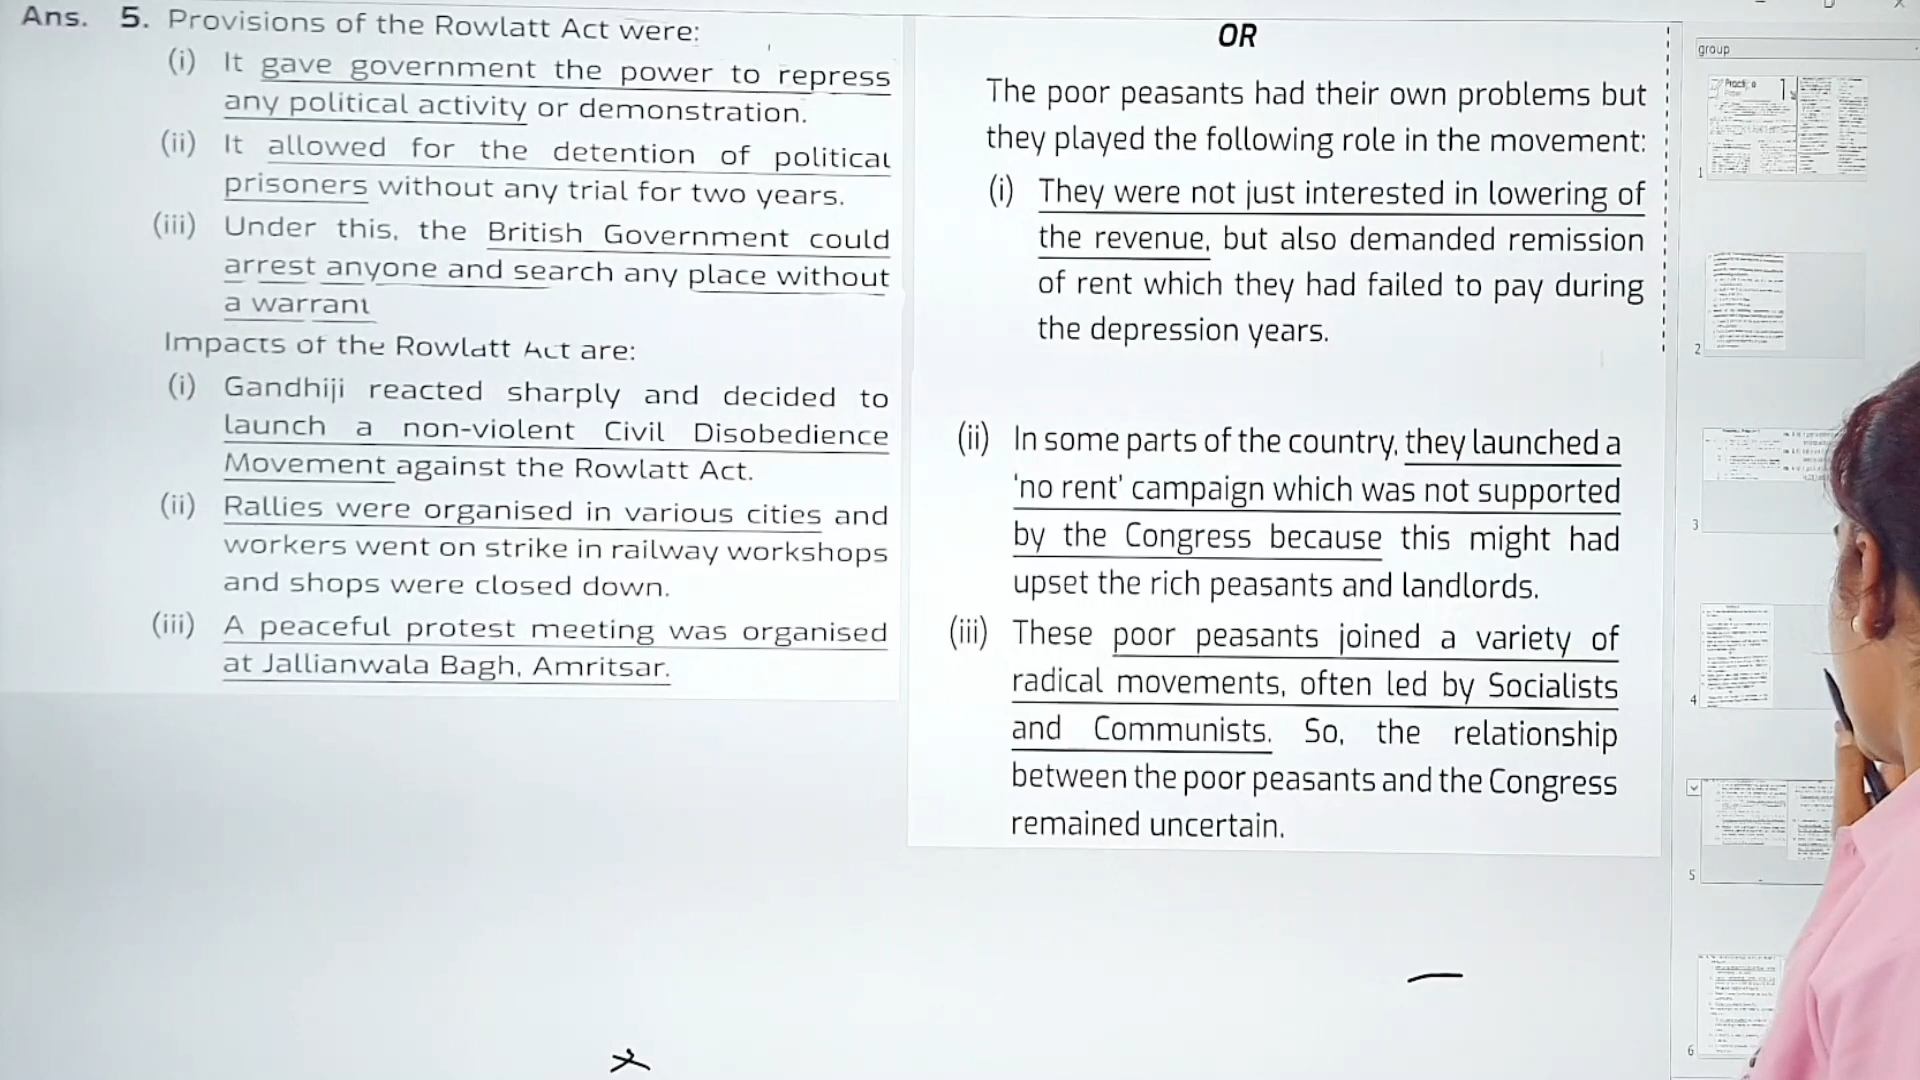 Ans. 5. Provisions of the Rowlatt Act were:
(i) It gave government the power to repress
any political activity or demonstration.
(ii) It allowed for the detention of political
prisoners without any trial for two years.
(iii) Under this, the British Government could
arrest anyone and search any place without
a warrant
Impacts of the Rowlatt Act are:
(i) Gandhiji reacted sharply and decided to
launch a non-violent Civil Disobedience
Movement against the Rowlatt Act.
(ii) Rallies were organised in various cities and
workers went on strike in railway workshops
and shops were closed down.
(iii) A peaceful protest meeting was organised
at Jallianwala Bagh, Amritsar.
OR
The poor peasants had their own problems but
they played the following role in the movement:
(i) They were not just interested in lowering of
the revenue, but also demanded remission
of rent which they had failed to pay during
the depression years.
(ii) In some parts of the country, they launched a
'no rent' campaign which was not supported
by the Congress because this might had
upset the rich peasants and landlords.
(iii) These poor peasants joined a variety of
radical movements, often led by Socialists
and Communists. So, the relationship
between the poor peasants and the Congress
remained uncertain.
group
1
2
3
4
5
6